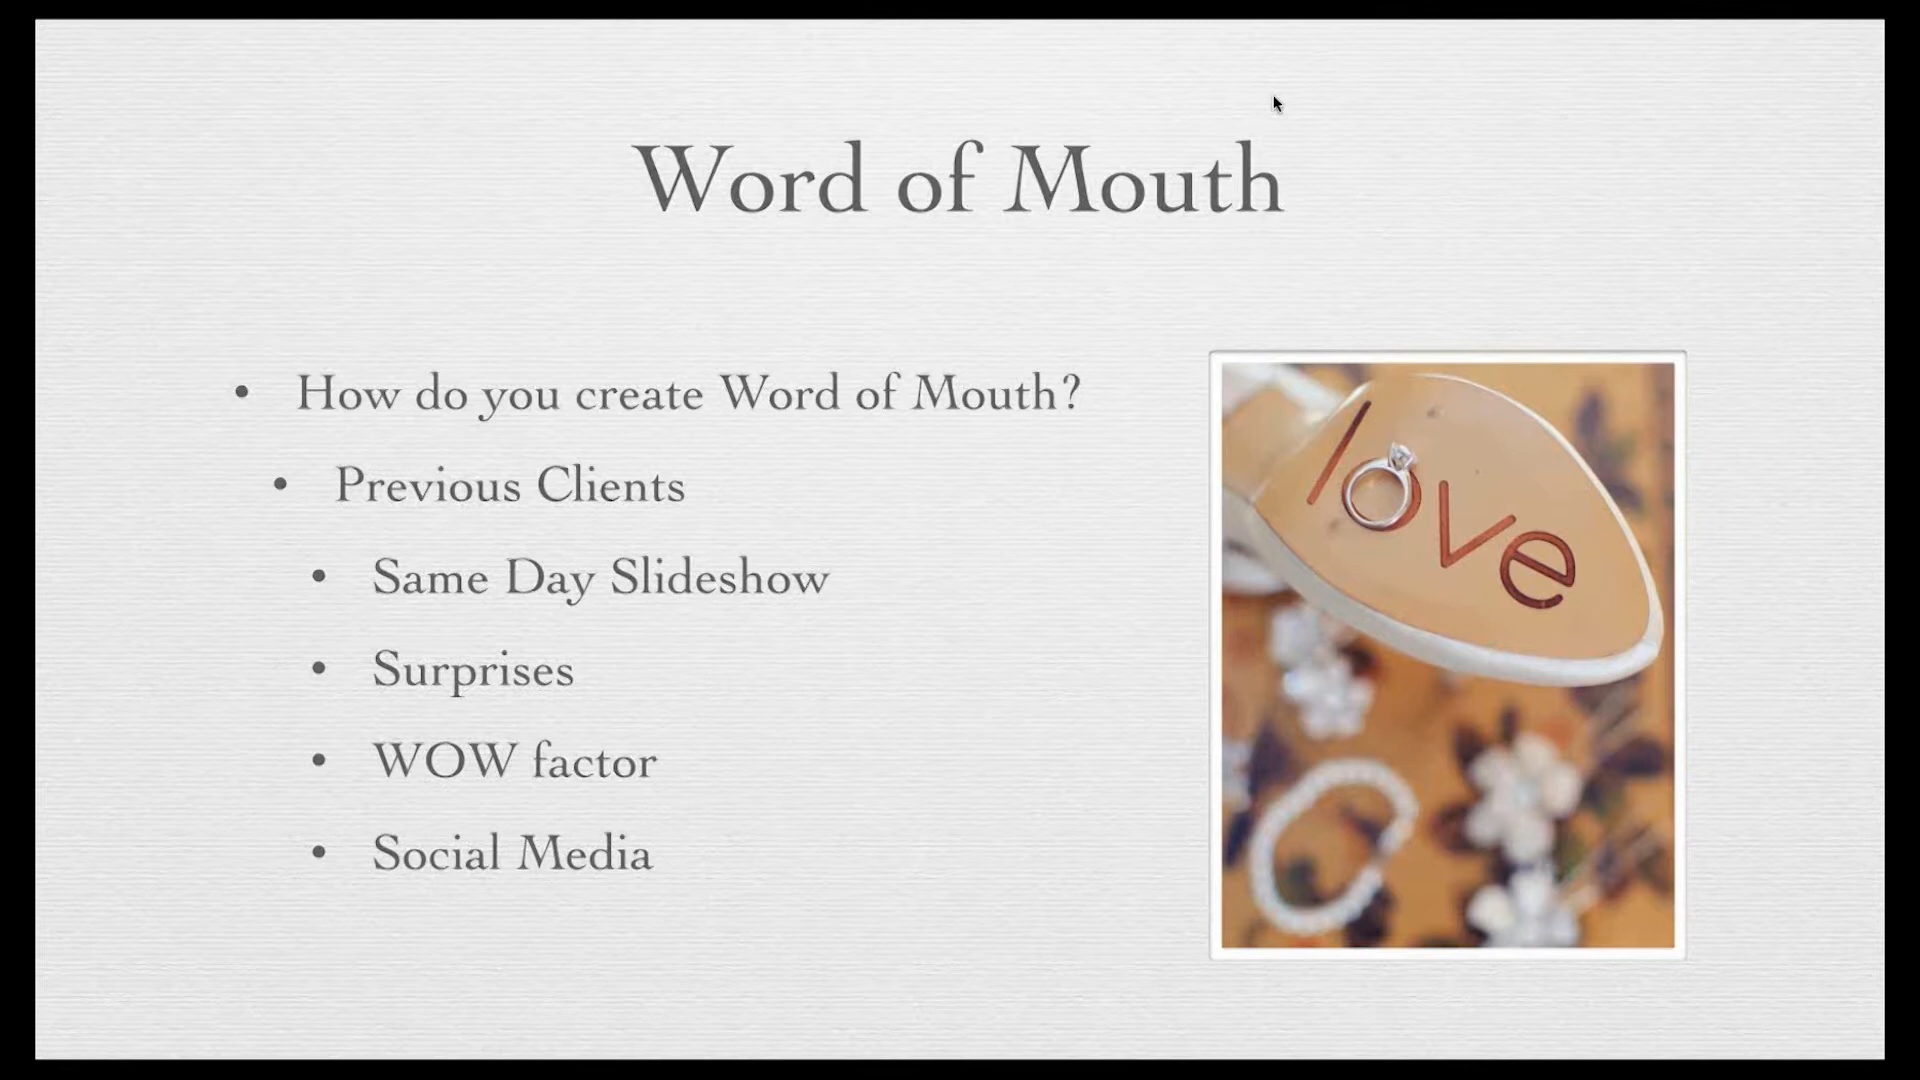 Word of Mouth
• How do you create Word of Mouth?
• Previous Clients
• Same Day Slideshow
• Surprises
• WOW factor
• Social Media
love